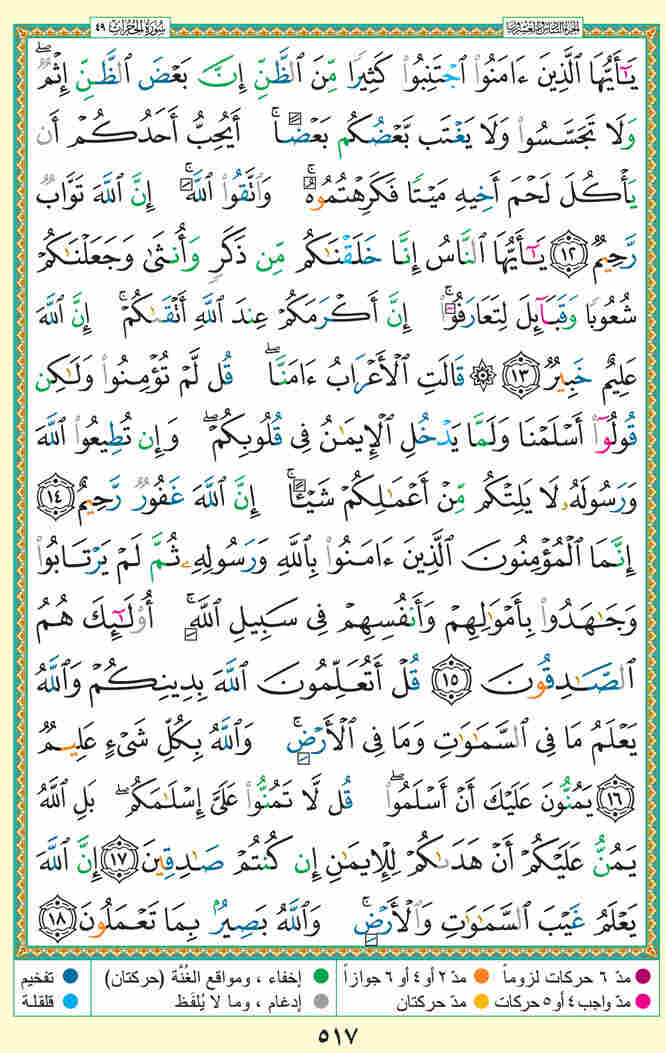 الجزء السادس والعشرون
سورة الحجرات ٤٩
يَٰٓأَيُّهَا ٱلَّذِينَ ءَامَنُوا۟ ٱجْتَنِبُوا۟ كَثِيرًا مِّنَ ٱلظَّنِّ إِنَّ بَعْضَ ٱلظَّنِّ إِثْمٌ ۖ
وَلَا تَجَسَّسُوا۟ وَلَا يَغْتَب بَّعْضُكُم بَعْضًا ۚ أَيُحِبُّ أَحَدُكُمْ أَن
يَأْكُلَ لَحْمَ أَخِيهِ مَيْتًا فَكَرِهْتُمُوهُ ۚ وَٱتَّقُوا۟ ٱللَّهَ ۚ إِنَّ ٱللَّهَ تَوَّابٌ
رَّحِيمٌ ١٢ يَٰٓأَيُّهَا ٱلنَّاسُ إِنَّا خَلَقْنَٰكُم مِّن ذَكَرٍ وَأُنثَىٰ وَجَعَلْنَٰكُمْ
شُعُوبًا وَقَبَآئِلَ لِتَعَارَفُوٓا۟ ۚ إِنَّ أَكْرَمَكُمْ عِندَ ٱللَّهِ أَتْقَىٰكُمْ ۚ إِنَّ ٱللَّهَ
عَلِيمٌ خَبِيرٌ ١٣ ۞ قَالَتِ ٱلْأَعْرَابُ ءَامَنَّا ۖ قُل لَّمْ تُؤْمِنُوا۟ وَلَٰكِن
قُولُوٓا۟ أَسْلَمْنَا وَلَمَّا يَدْخُلِ ٱلْإِيمَٰنُ فِى قُلُوبِكُمْ ۖ وَإِن تُطِيعُوا۟ ٱللَّهَ
وَرَسُولَهُۥ لَا يَلِتْكُم مِّنْ أَعْمَٰلِكُمْ شَيْـًٔا ۚ إِنَّ ٱللَّهَ غَفُورٌ رَّحِيمٌ ١٤
إِنَّمَا ٱلْمُؤْمِنُونَ ٱلَّذِينَ ءَامَنُوا۟ بِٱللَّهِ وَرَسُولِهِۦ ثُمَّ لَمْ يَرْتَابُوا۟
وَجَٰهَدُوا۟ بِأَمْوَٰلِهِمْ وَأَنفُسِهِمْ فِى سَبِيلِ ٱللَّهِ ۚ أُو۟لَٰٓئِكَ هُمُ
ٱلصَّٰدِقُونَ ١٥ قُلْ أَتُعَلِّمُونَ ٱللَّهَ بِدِينِكُمْ وَٱللَّهُ
يَعْلَمُ مَا فِى ٱلسَّمَٰوَٰتِ وَمَا فِى ٱلْأَرْضِ ۚ وَٱللَّهُ بِكُلِّ شَىْءٍ عَلِيمٌ
١٦ يَمُنُّونَ عَلَيْكَ أَنْ أَسْلَمُوا۟ ۖ قُل لَّا تَمُنُّوا۟ عَلَىَّ إِسْلَٰمَكُم ۖ بَلِ ٱللَّهُ
يَمُنُّ عَلَيْكُمْ أَنْ هَدَىٰكُمْ لِلْإِيمَٰنِ إِن كُنتُمْ صَٰدِقِينَ ١٧ إِنَّ ٱللَّهَ
يَعْلَمُ غَيْبَ ٱلسَّمَٰوَٰتِ وَٱلْأَرْضِ ۚ وَٱللَّهُ بَصِيرٌۢ بِمَا تَعْمَلُونَ ١٨
مدّ ٦ حركات لزوماً مدّ ٢ أو ٤ أو ٦ جوازاً إخفاء ، ومواقع الغُنَّة (حركتان) تفخيم
مدّ واجب ٤ أو ٥ حركات مدّ حركتان إدغام ، وما لا يُلفَظ قلقلة
٥١٧